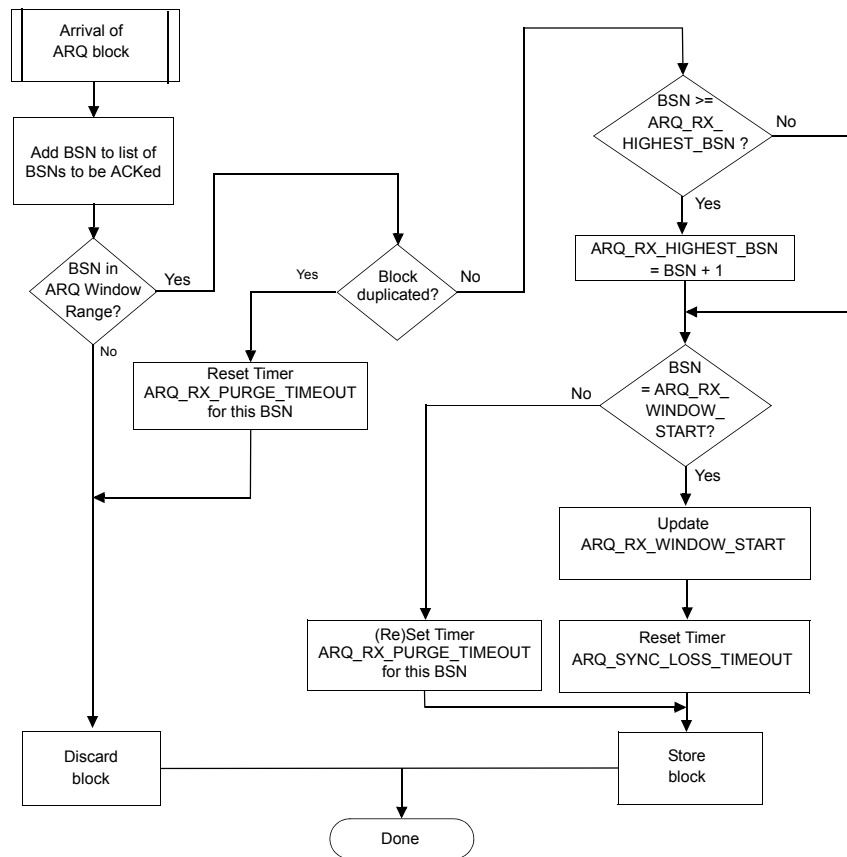 Arrival of
ARQ block
Add BSN to list of
BSNs to be ACKed
BSN in
ARQ Window
Range?
Yes
No
Block
duplicated?
Yes
No
Reset Timer
ARQ_RX_PURGE_TIMEOUT
for this BSN
BSN >=
ARQ_RX_
HIGHEST_BSN ?
No
Yes
ARQ_RX_HIGHEST_BSN
= BSN + 1
BSN
= ARQ_RX_
WINDOW_
START?
No
Yes
Update
ARQ_RX_WINDOW_START
(Re)Set Timer
ARQ_RX_PURGE_TIMEOUT
for this BSN
Reset Timer
ARQ_SYNC_LOSS_TIMEOUT
Discard
block
Store
block
Done